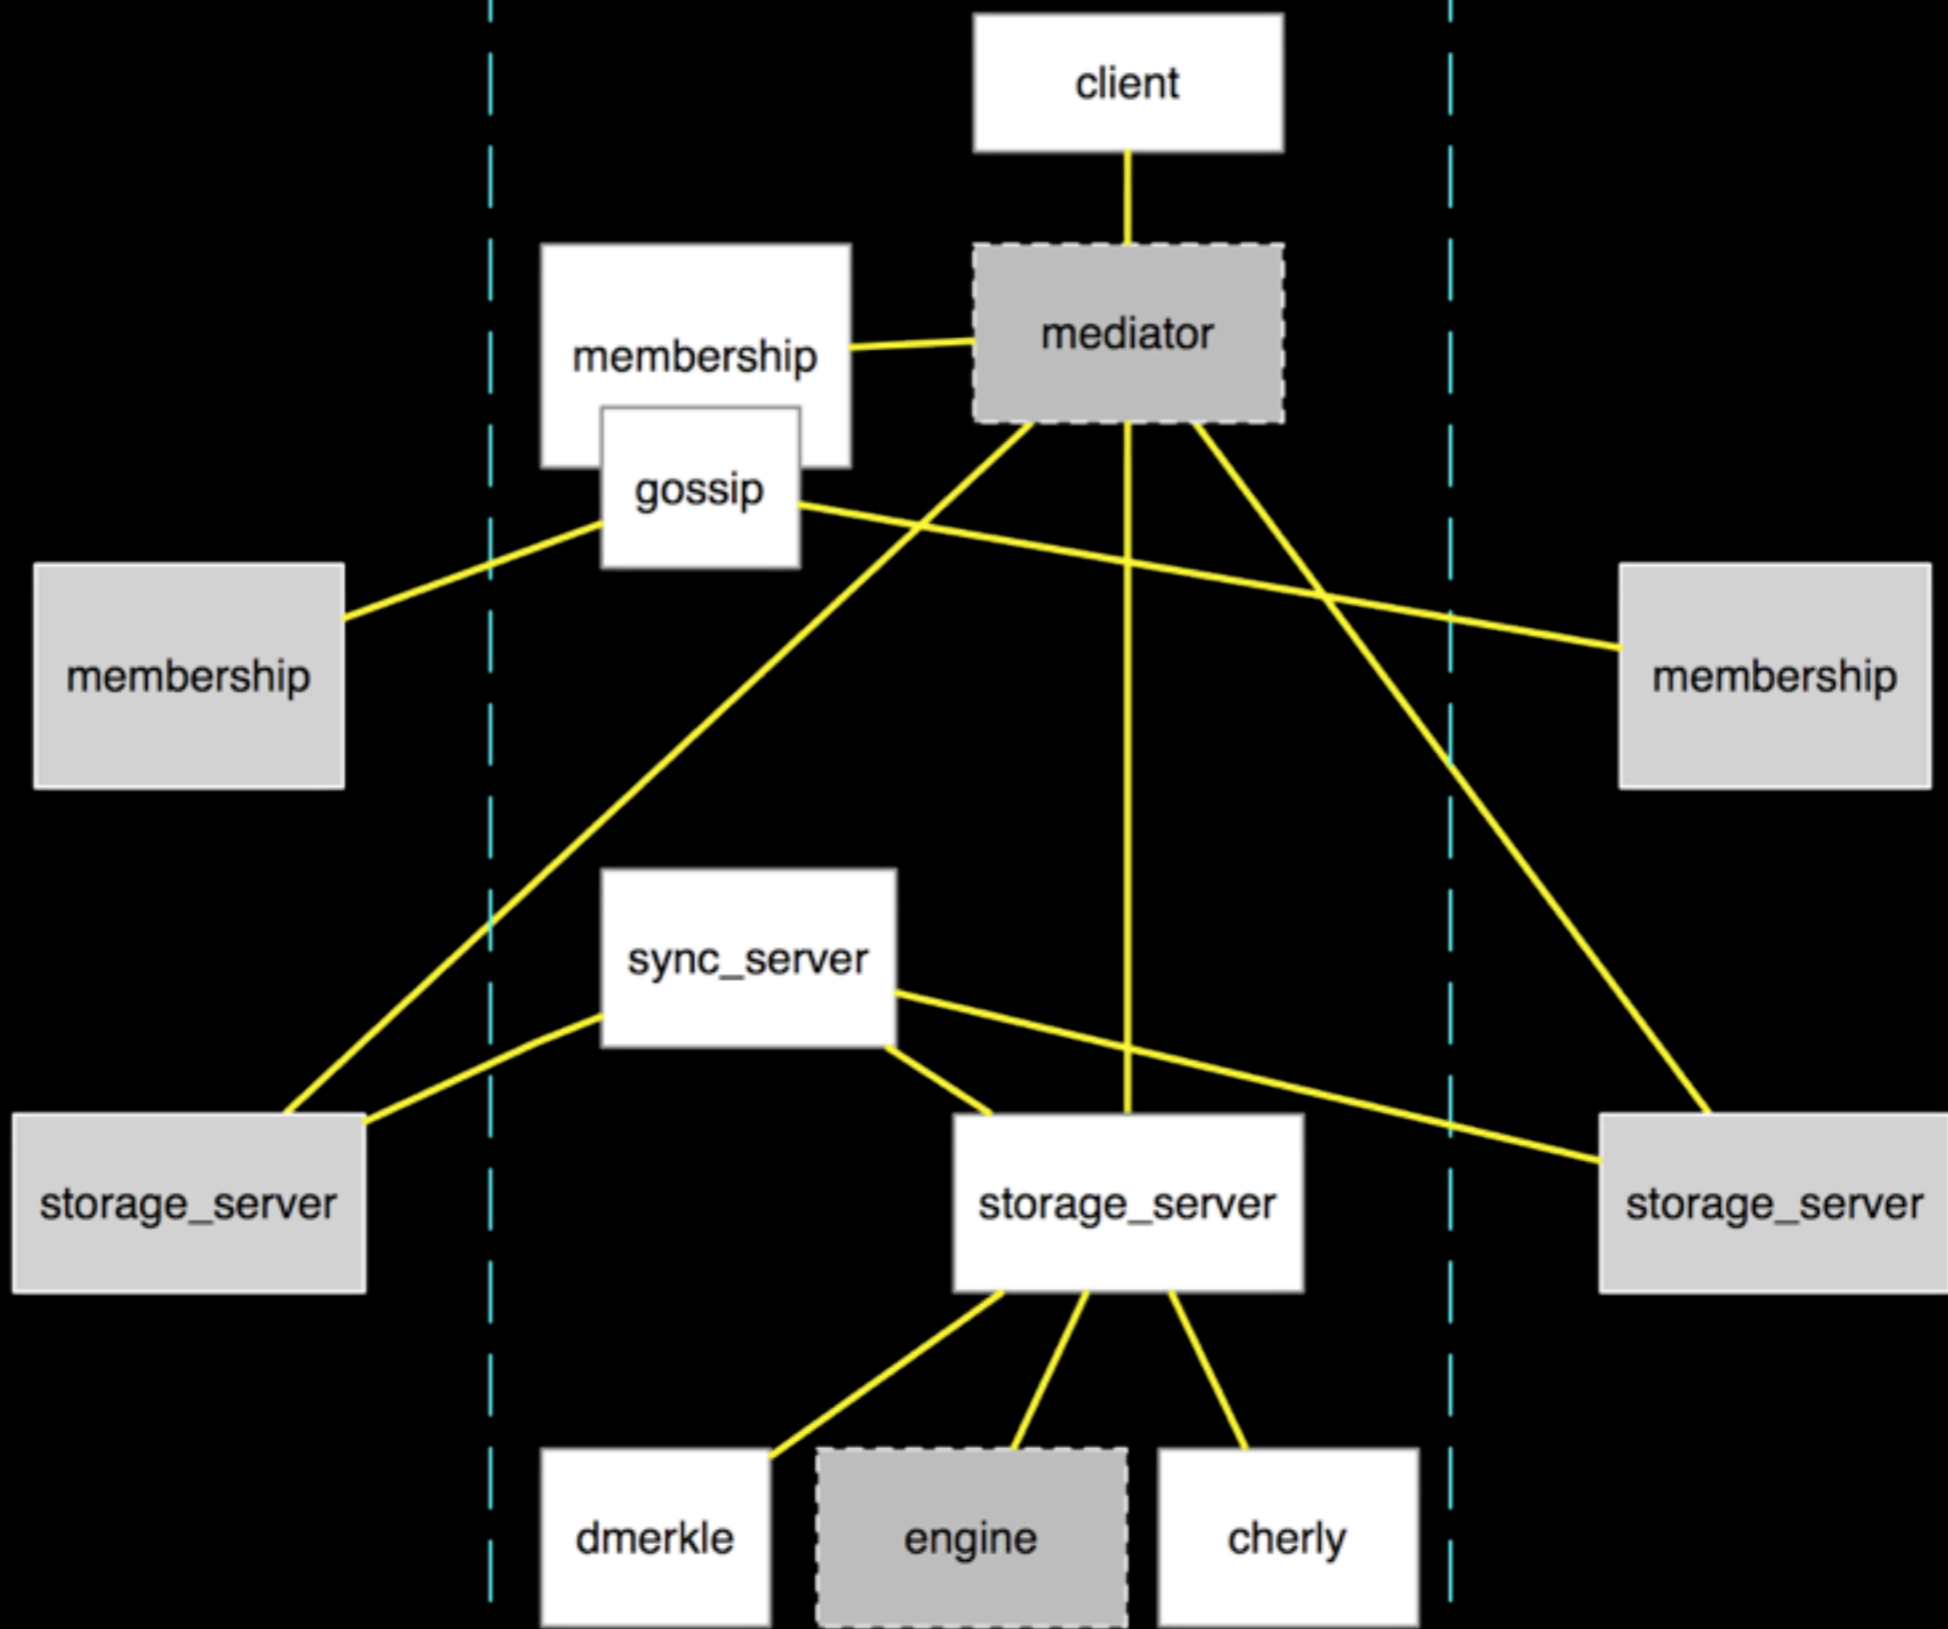 client
membership
mediator
gossip
membership
membership
sync_server
storage_server
storage_server
storage_server
dmerkle
engine
cherly